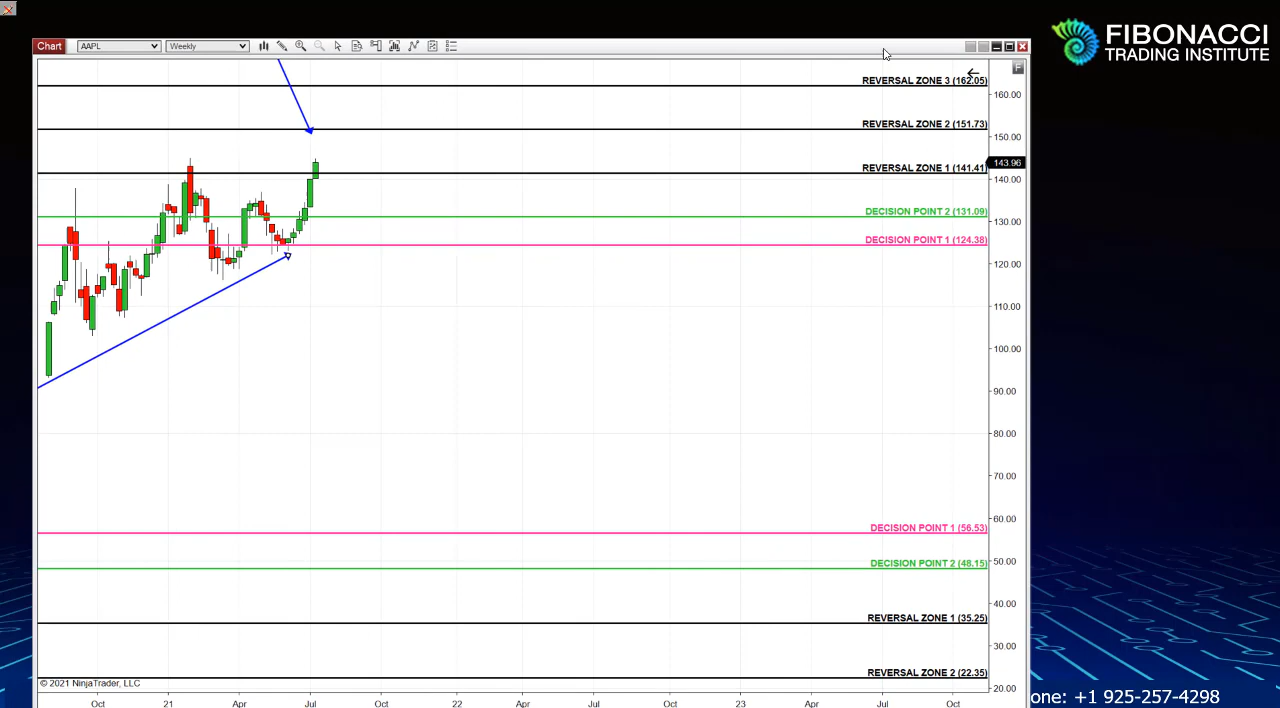 FIBONACCI
TRADING INSTITUTE
Chart AAPL Weekly
F
REVERSAL ZONE 3 (162.05)
160.00
REVERSAL ZONE 2 (151.73)
150.00
143.96
REVERSAL ZONE 1 (141.41)
140.00
DECISION POINT 2 (131.09)
130.00
DECISION POINT 1 (124.38)
120.00
110.00
100.00
90.00
80.00
70.00
60.00
DECISION POINT 1 (56.53)
50.00
DECISION POINT 2 (48.15)
40.00
REVERSAL ZONE 1 (35.25)
30.00
REVERSAL ZONE 2 (22.35)
20.00
© 2021 NinjaTrader, LLC
Oct 21 Apr Jul Oct 22 Apr Jul Oct 23 Apr Jul Oct
one: +1 925-257-4298